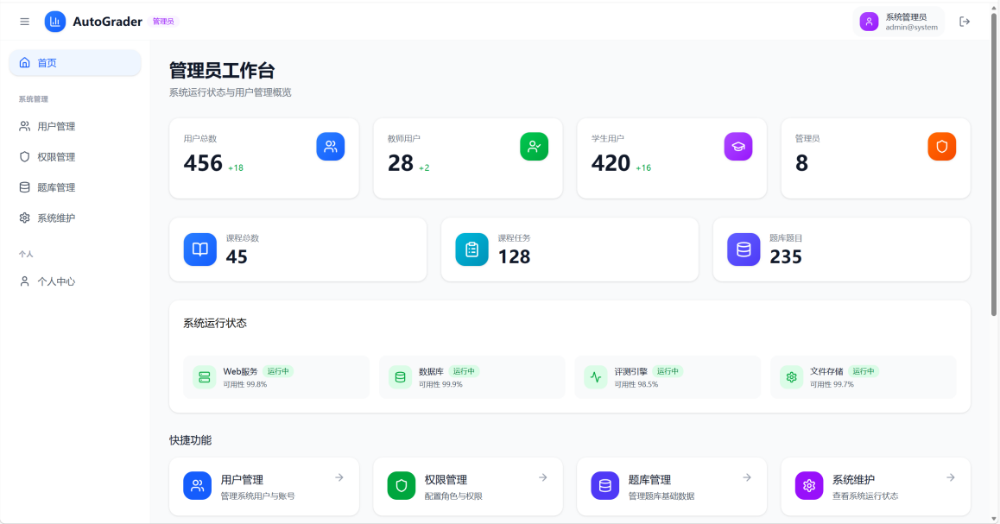 AutoGrader 管理员
系统管理员
admin@system
首页
系统管理
用户管理
权限管理
题库管理
系统维护
个人
个人中心
管理员工作台
系统运行状态与用户管理概览
用户总数
456 +18
教师用户
28 +2
学生用户
420 +16
管理员
8
课程总数
45
课程任务
128
题库题目
235
系统运行状态
Web服务 运行中
可用性 99.8%
数据库 运行中
可用性 99.9%
评测引擎 运行中
可用性 98.5%
文件存储 运行中
可用性 99.7%
快捷功能
用户管理
管理系统用户与账号
权限管理
配置角色与权限
题库管理
管理题库基础数据
系统维护
查看系统运行状态